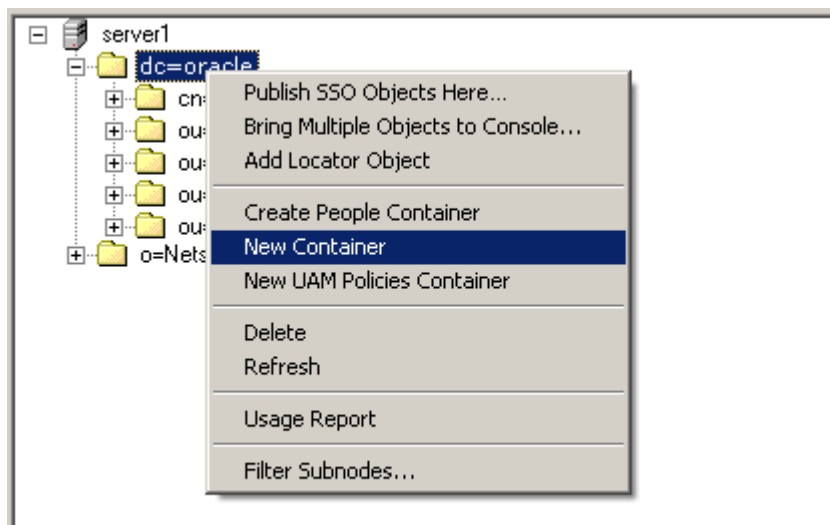 server1
dc=oracle
cn=
ou=
ou=
ou=
ou=
o=Nets
Publish SSO Objects Here...
Bring Multiple Objects to Console...
Add Locator Object
Create People Container
New Container
New UAM Policies Container
Delete
Refresh
Usage Report
Filter Subnodes...